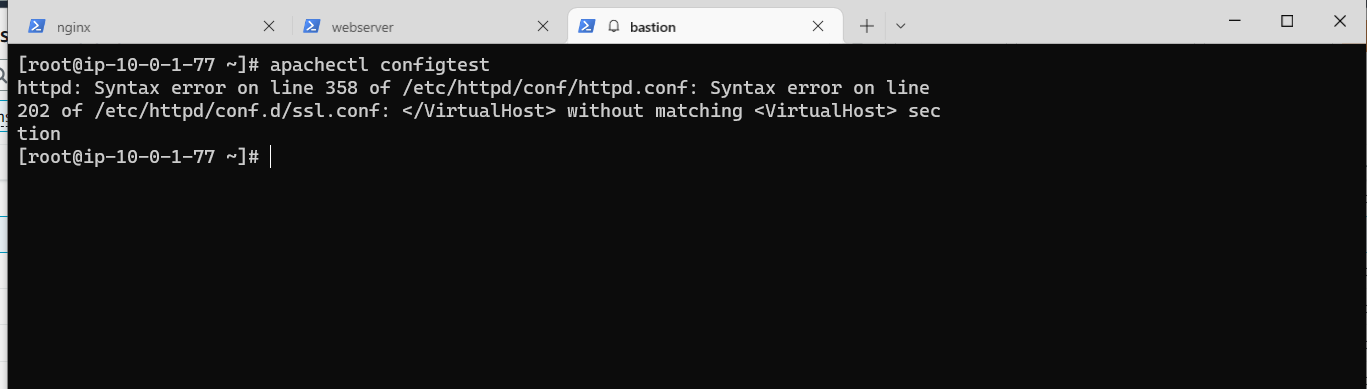 nginx
webserver
bastion
[root@ip-10-0-1-77 ~]# apachectl configtest
httpd: Syntax error on line 358 of /etc/httpd/conf/httpd.conf: Syntax error on line
202 of /etc/httpd/conf.d/ssl.conf: </VirtualHost> without matching <VirtualHost> sec
tion
[root@ip-10-0-1-77 ~]#